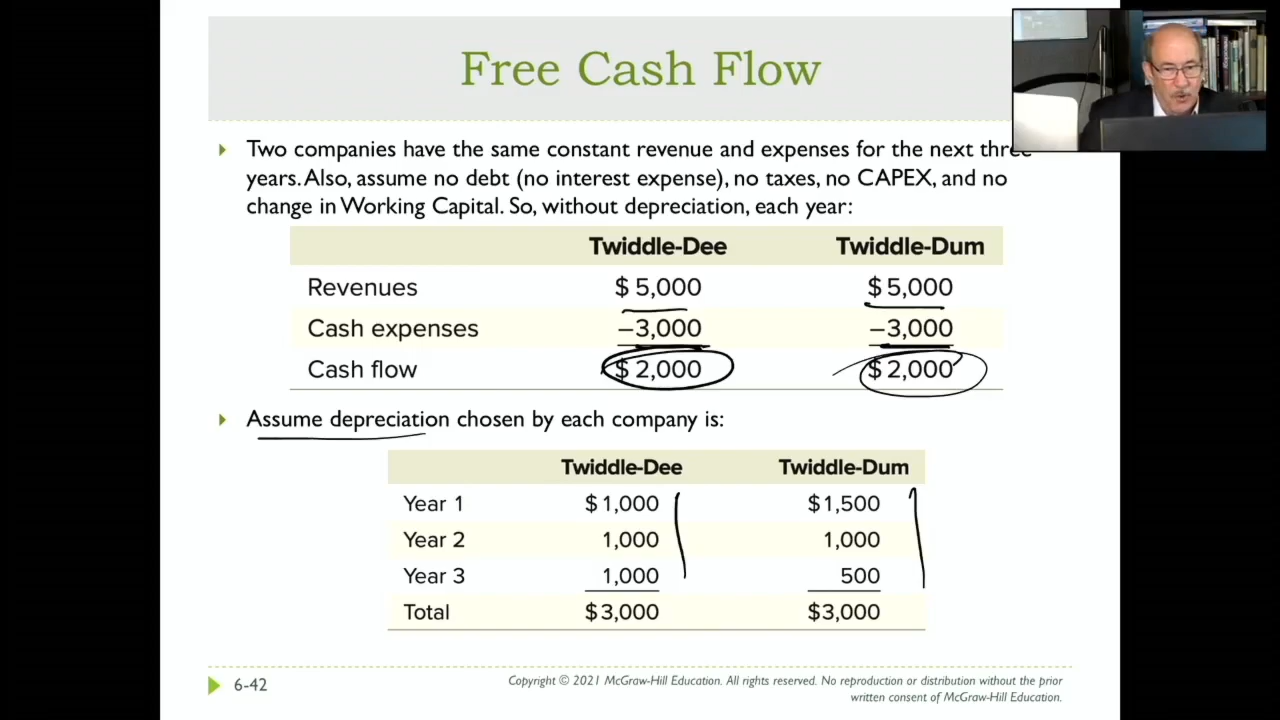 Free Cash Flow
Two companies have the same constant revenue and expenses for the next three
years. Also, assume no debt (no interest expense), no taxes, no CAPEX, and no
change in Working Capital. So, without depreciation, each year:
Twiddle-Dee Twiddle-Dum
Revenues $ 5,000 $ 5,000
Cash expenses −3,000 −3,000
Cash flow $ 2,000 $ 2,000
Assume depreciation chosen by each company is:
Twiddle-Dee Twiddle-Dum
Year 1 $ 1,000 $ 1,500
Year 2 1,000 1,000
Year 3 1,000 500
Total $3,000 $3,000
6-42
Copyright © 2021 McGraw-Hill Education. All rights reserved. No reproduction or distribution without the prior
written consent of McGraw-Hill Education.